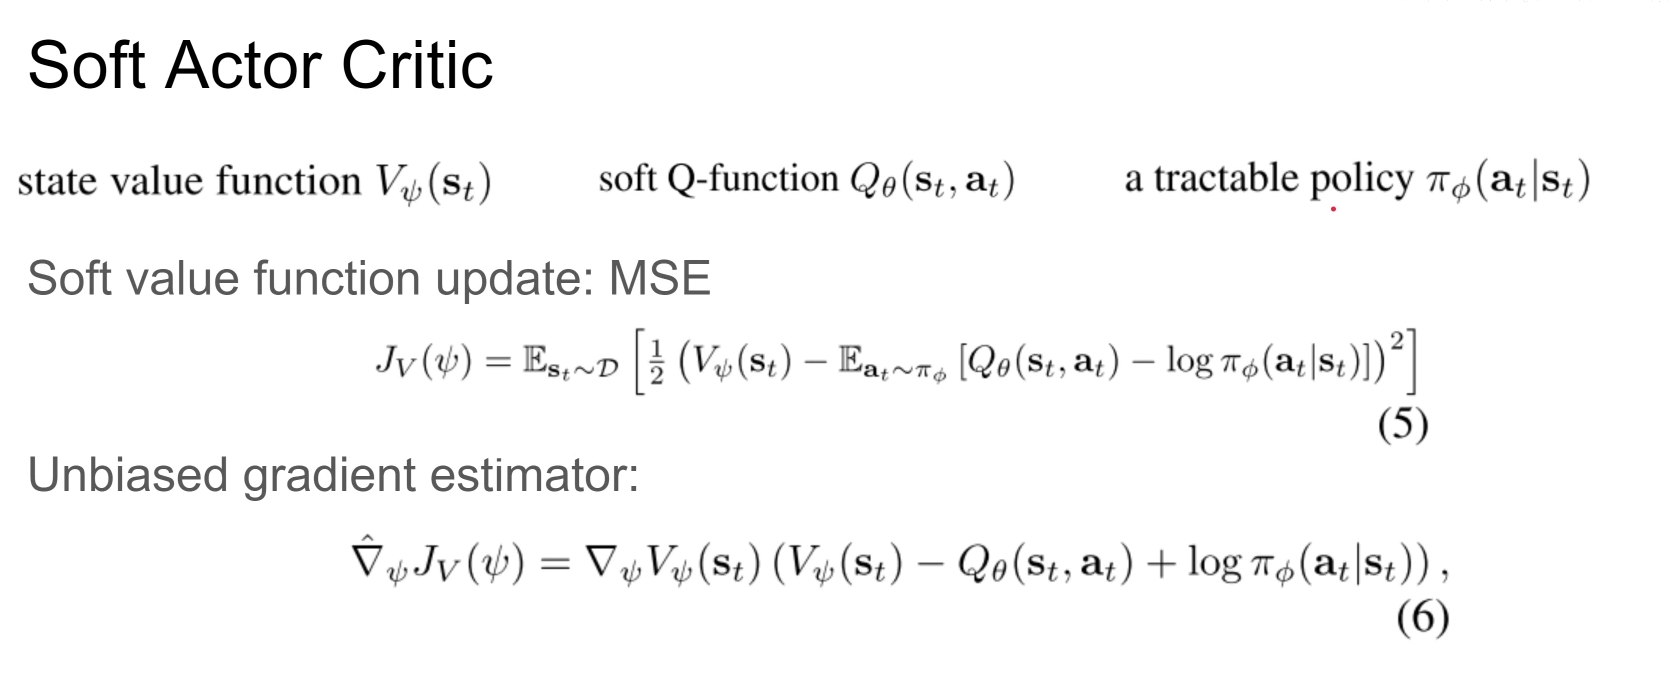 Soft Actor Critic
state value function V_ψ(s_t) soft Q-function Q_θ(s_t, a_t) a tractable policy π_ϕ(a_t|s_t)
Soft value function update: MSE
J_V(ψ) = 𝔼_{s_t∼𝒟} [½ (V_ψ(s_t) − 𝔼_{a_t∼π_ϕ} [Q_θ(s_t, a_t) − log π_ϕ(a_t|s_t)])²]
(5)
Unbiased gradient estimator:
∇̂_ψ J_V(ψ) = ∇_ψ V_ψ(s_t) (V_ψ(s_t) − Q_θ(s_t, a_t) + log π_ϕ(a_t|s_t)),
(6)